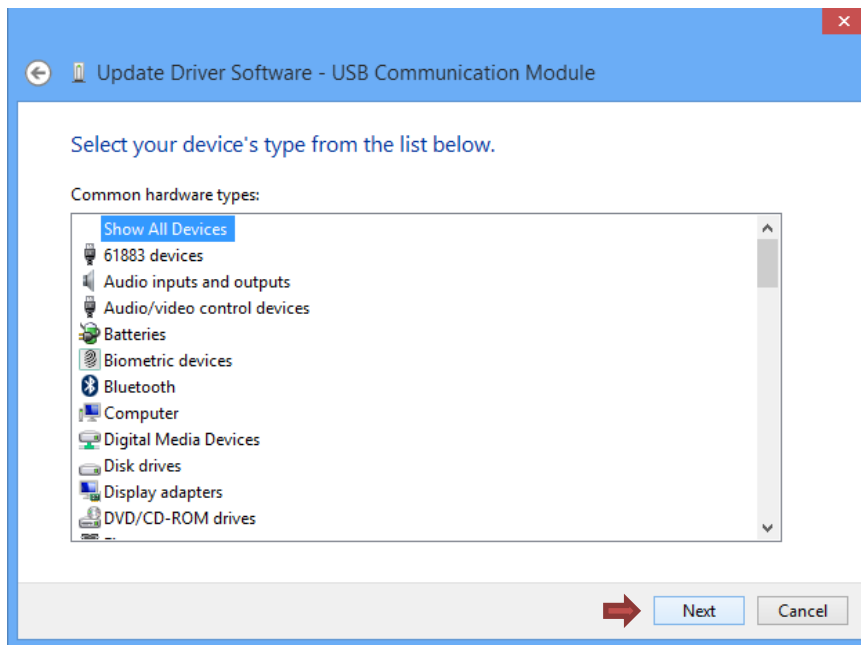 Update Driver Software - USB Communication Module
Select your device's type from the list below.
Common hardware types:
Show All Devices
61883 devices
Audio inputs and outputs
Audio/video control devices
Batteries
Biometric devices
Bluetooth
Computer
Digital Media Devices
Disk drives
Display adapters
DVD/CD-ROM drives
Next Cancel